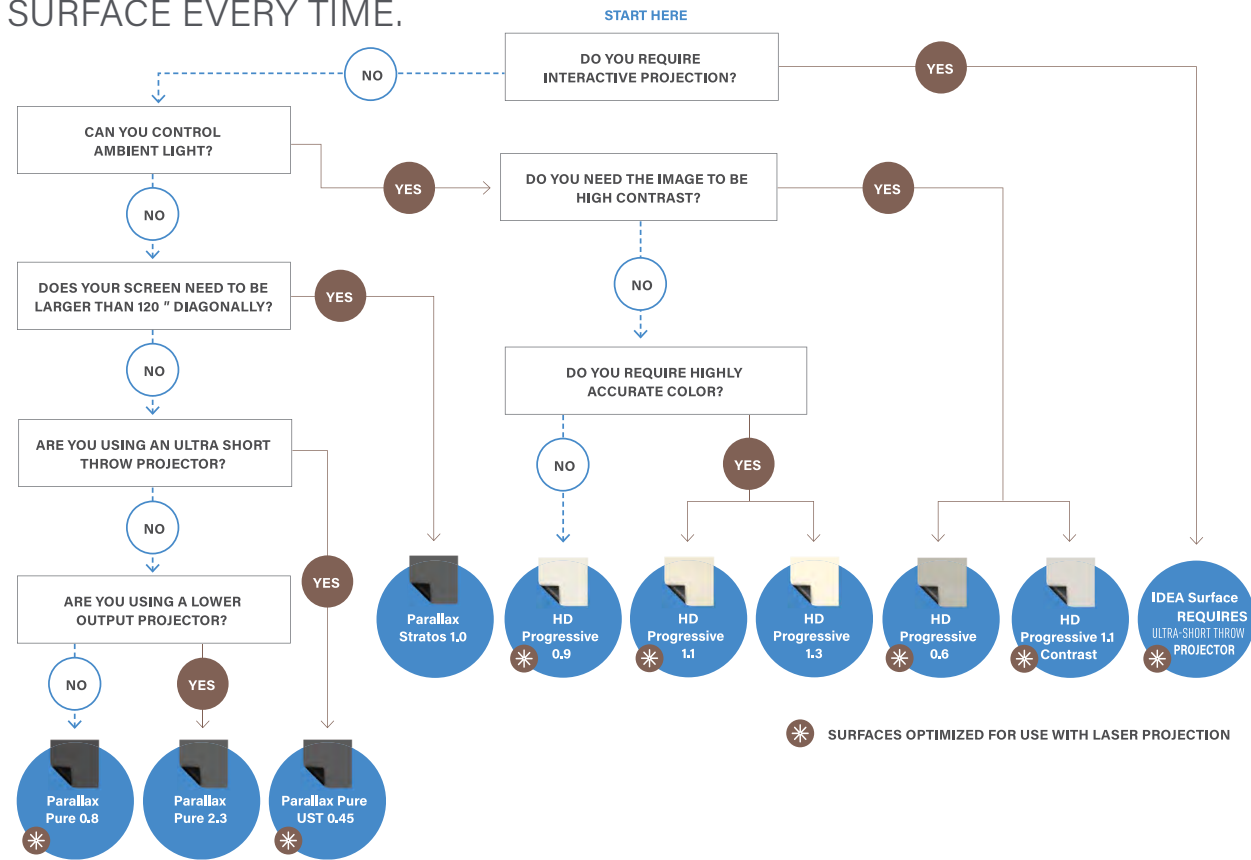 SURFACE EVERY TIME.
START HERE
DO YOU REQUIRE
INTERACTIVE PROJECTION?
NO
YES
CAN YOU CONTROL
AMBIENT LIGHT?
YES
NO
DO YOU NEED THE IMAGE TO BE
HIGH CONTRAST?
YES
NO
DOES YOUR SCREEN NEED TO BE
LARGER THAN 120 " DIAGONALLY?
YES
NO
DO YOU REQUIRE HIGHLY
ACCURATE COLOR?
NO
YES
ARE YOU USING AN ULTRA SHORT
THROW PROJECTOR?
NO
YES
ARE YOU USING A LOWER
OUTPUT PROJECTOR?
NO
YES
Parallax
Stratos 1.0
HD
Progressive
0.9
HD
Progressive
1.1
HD
Progressive
1.3
HD
Progressive
0.6
HD
Progressive 1.1
Contrast
IDEA Surface
REQUIRES
ULTRA-SHORT THROW
PROJECTOR
SURFACES OPTIMIZED FOR USE WITH LASER PROJECTION
Parallax
Pure 0.8
Parallax
Pure 2.3
Parallax Pure
UST 0.45